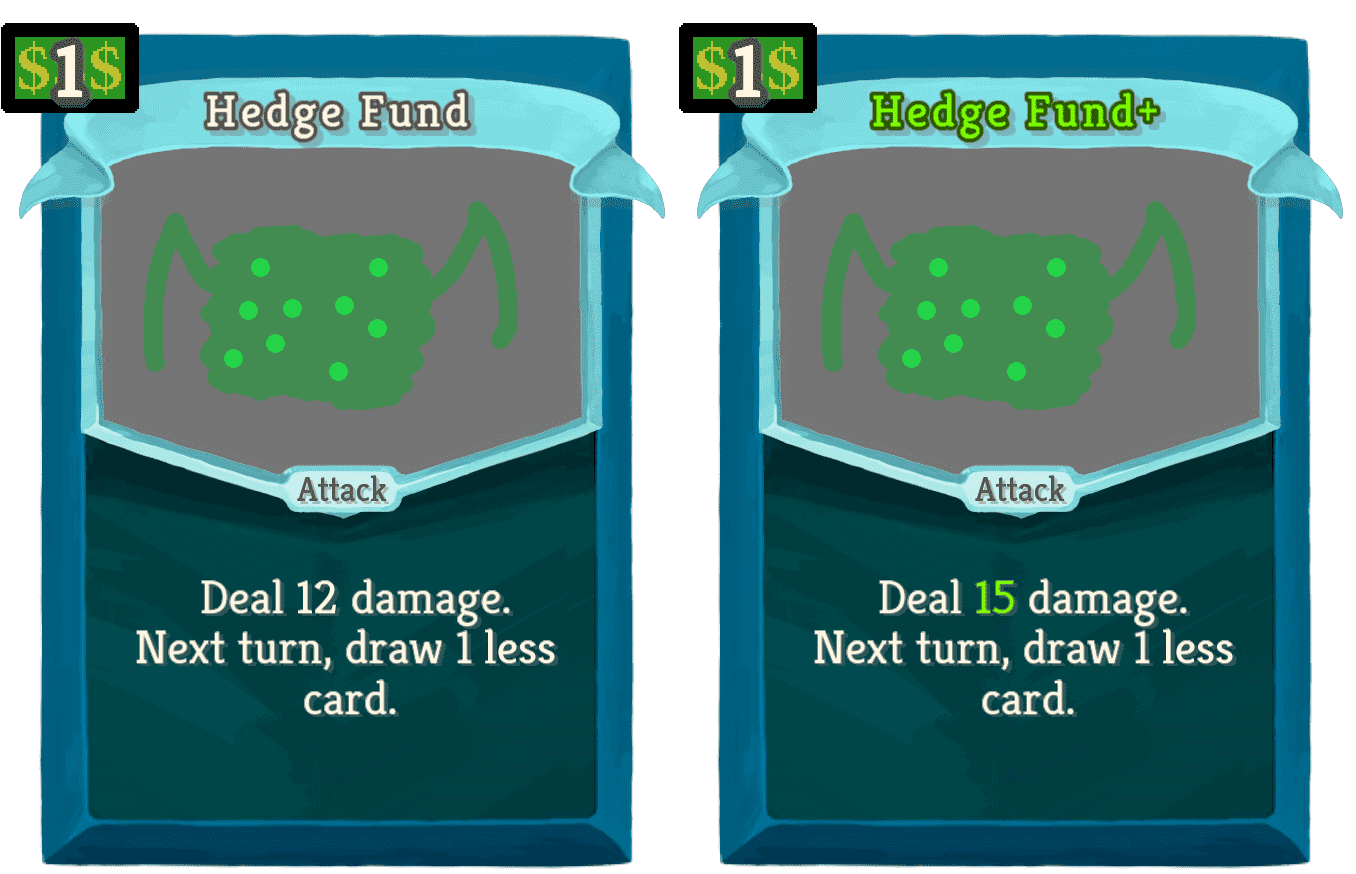 $1$
Hedge Fund
Attack
Deal 12 damage.
Next turn, draw 1 less
card.
$1$
Hedge Fund+
Attack
Deal 15 damage.
Next turn, draw 1 less
card.